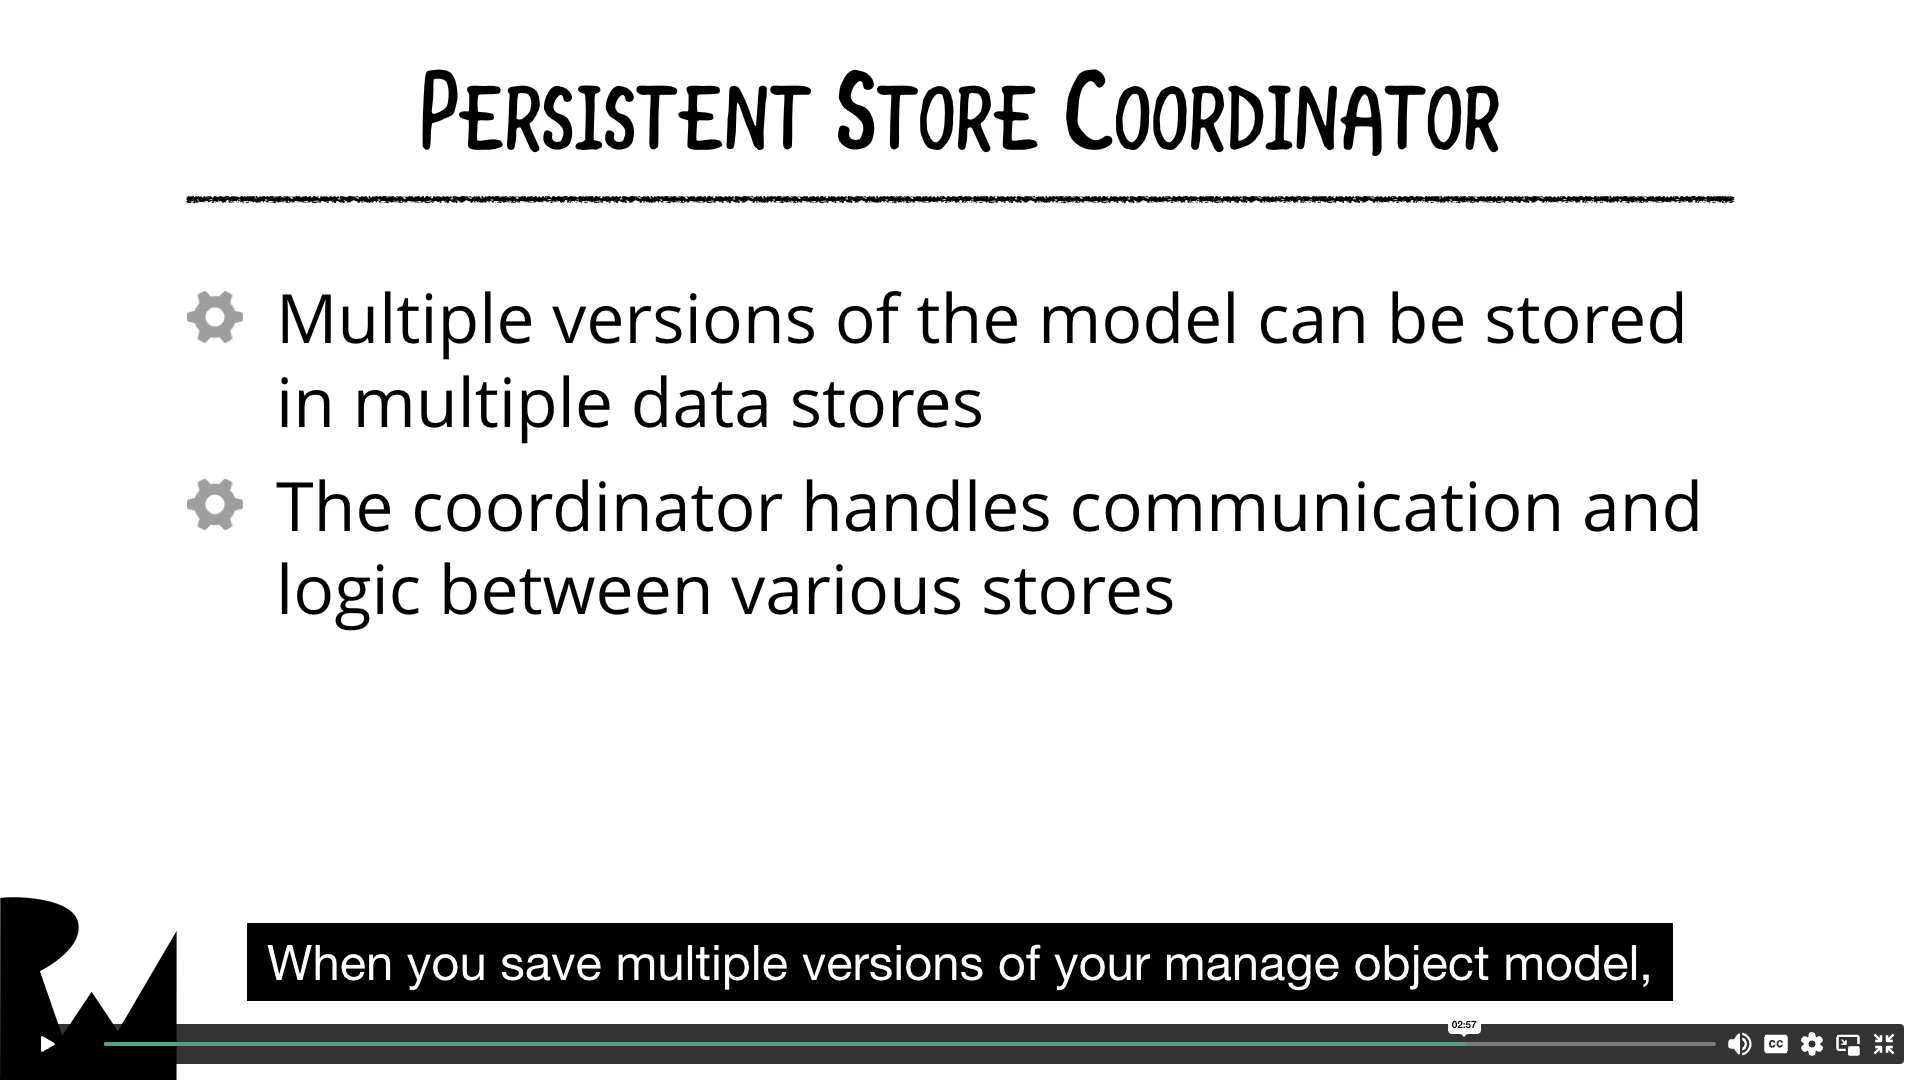 Persistent Store Coordinator
Multiple versions of the model can be stored
in multiple data stores
The coordinator handles communication and
logic between various stores
When you save multiple versions of your manage object model,
02:57
CC